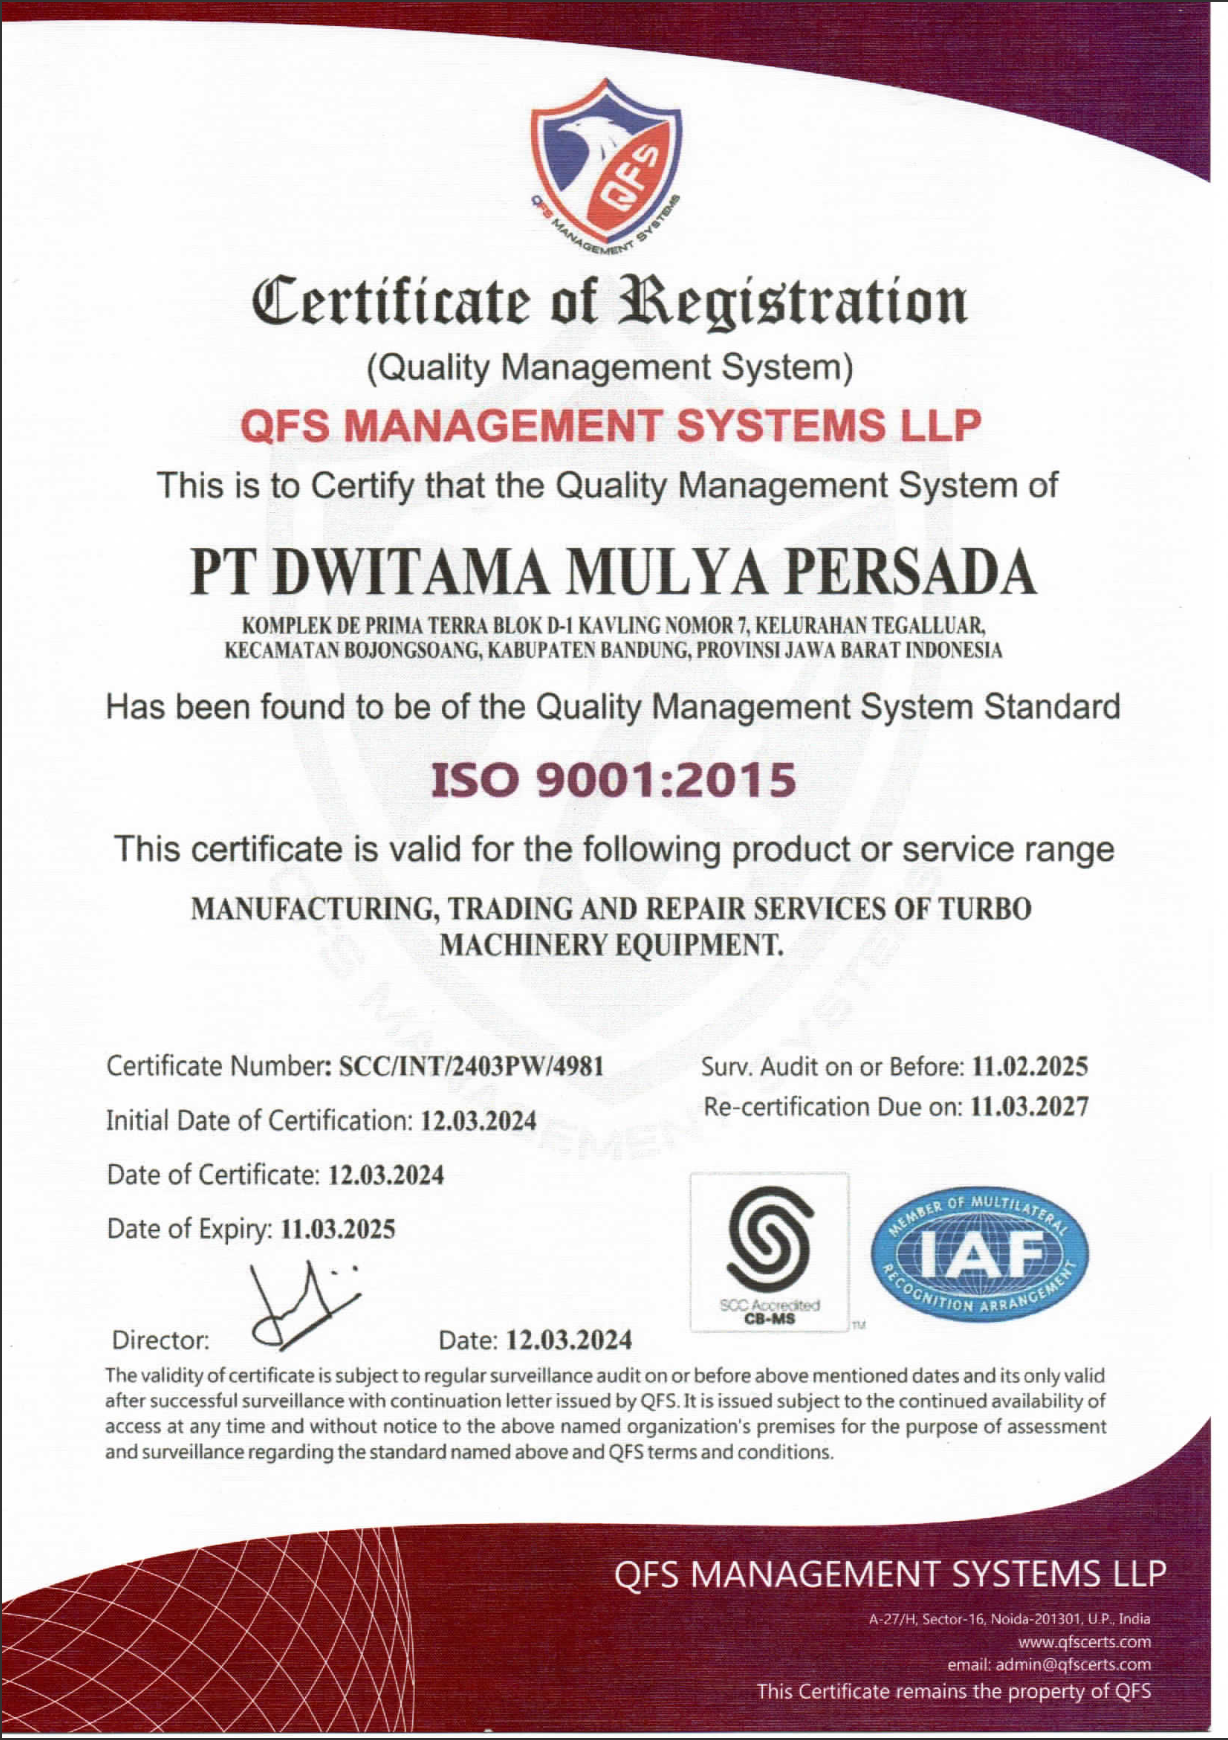 QFS
QFS MANAGEMENT SYSTEMS
Certificate of Registration
(Quality Management System)
QFS MANAGEMENT SYSTEMS LLP
This is to Certify that the Quality Management System of
PT DWITAMA MULYA PERSADA
KOMPLEK DE PRIMA TERRA BLOK D-1 KAVLING NOMOR 7, KELURAHAN TEGALLUAR,
KECAMATAN BOJONGSOANG, KABUPATEN BANDUNG, PROVINSI JAWA BARAT INDONESIA
Has been found to be of the Quality Management System Standard
ISO 9001:2015
This certificate is valid for the following product or service range
MANUFACTURING, TRADING AND REPAIR SERVICES OF TURBO
MACHINERY EQUIPMENT.
QFS MANAGEMENT SYSTEMS
Certificate Number: SCC/INT/2403PW/4981
Surv. Audit on or Before: 11.02.2025
Initial Date of Certification: 12.03.2024
Re-certification Due on: 11.03.2027
Date of Certificate: 12.03.2024
Date of Expiry: 11.03.2025
SCC Accredited
CB-MS
TM
MEMBER OF MULTILATERAL
IAF
RECOGNITION ARRANGEMENT
Director:
Date: 12.03.2024
The validity of certificate is subject to regular surveillance audit on or before above mentioned dates and its only valid
after successful surveillance with continuation letter issued by QFS. It is issued subject to the continued availability of
access at any time and without notice to the above named organization's premises for the purpose of assessment
and surveillance regarding the standard named above and QFS terms and conditions.
QFS MANAGEMENT SYSTEMS LLP
A-27/H, Sector-16, Noida-201301, U.P., India
www.qfscerts.com
email: admin@qfscerts.com
This Certificate remains the property of QFS